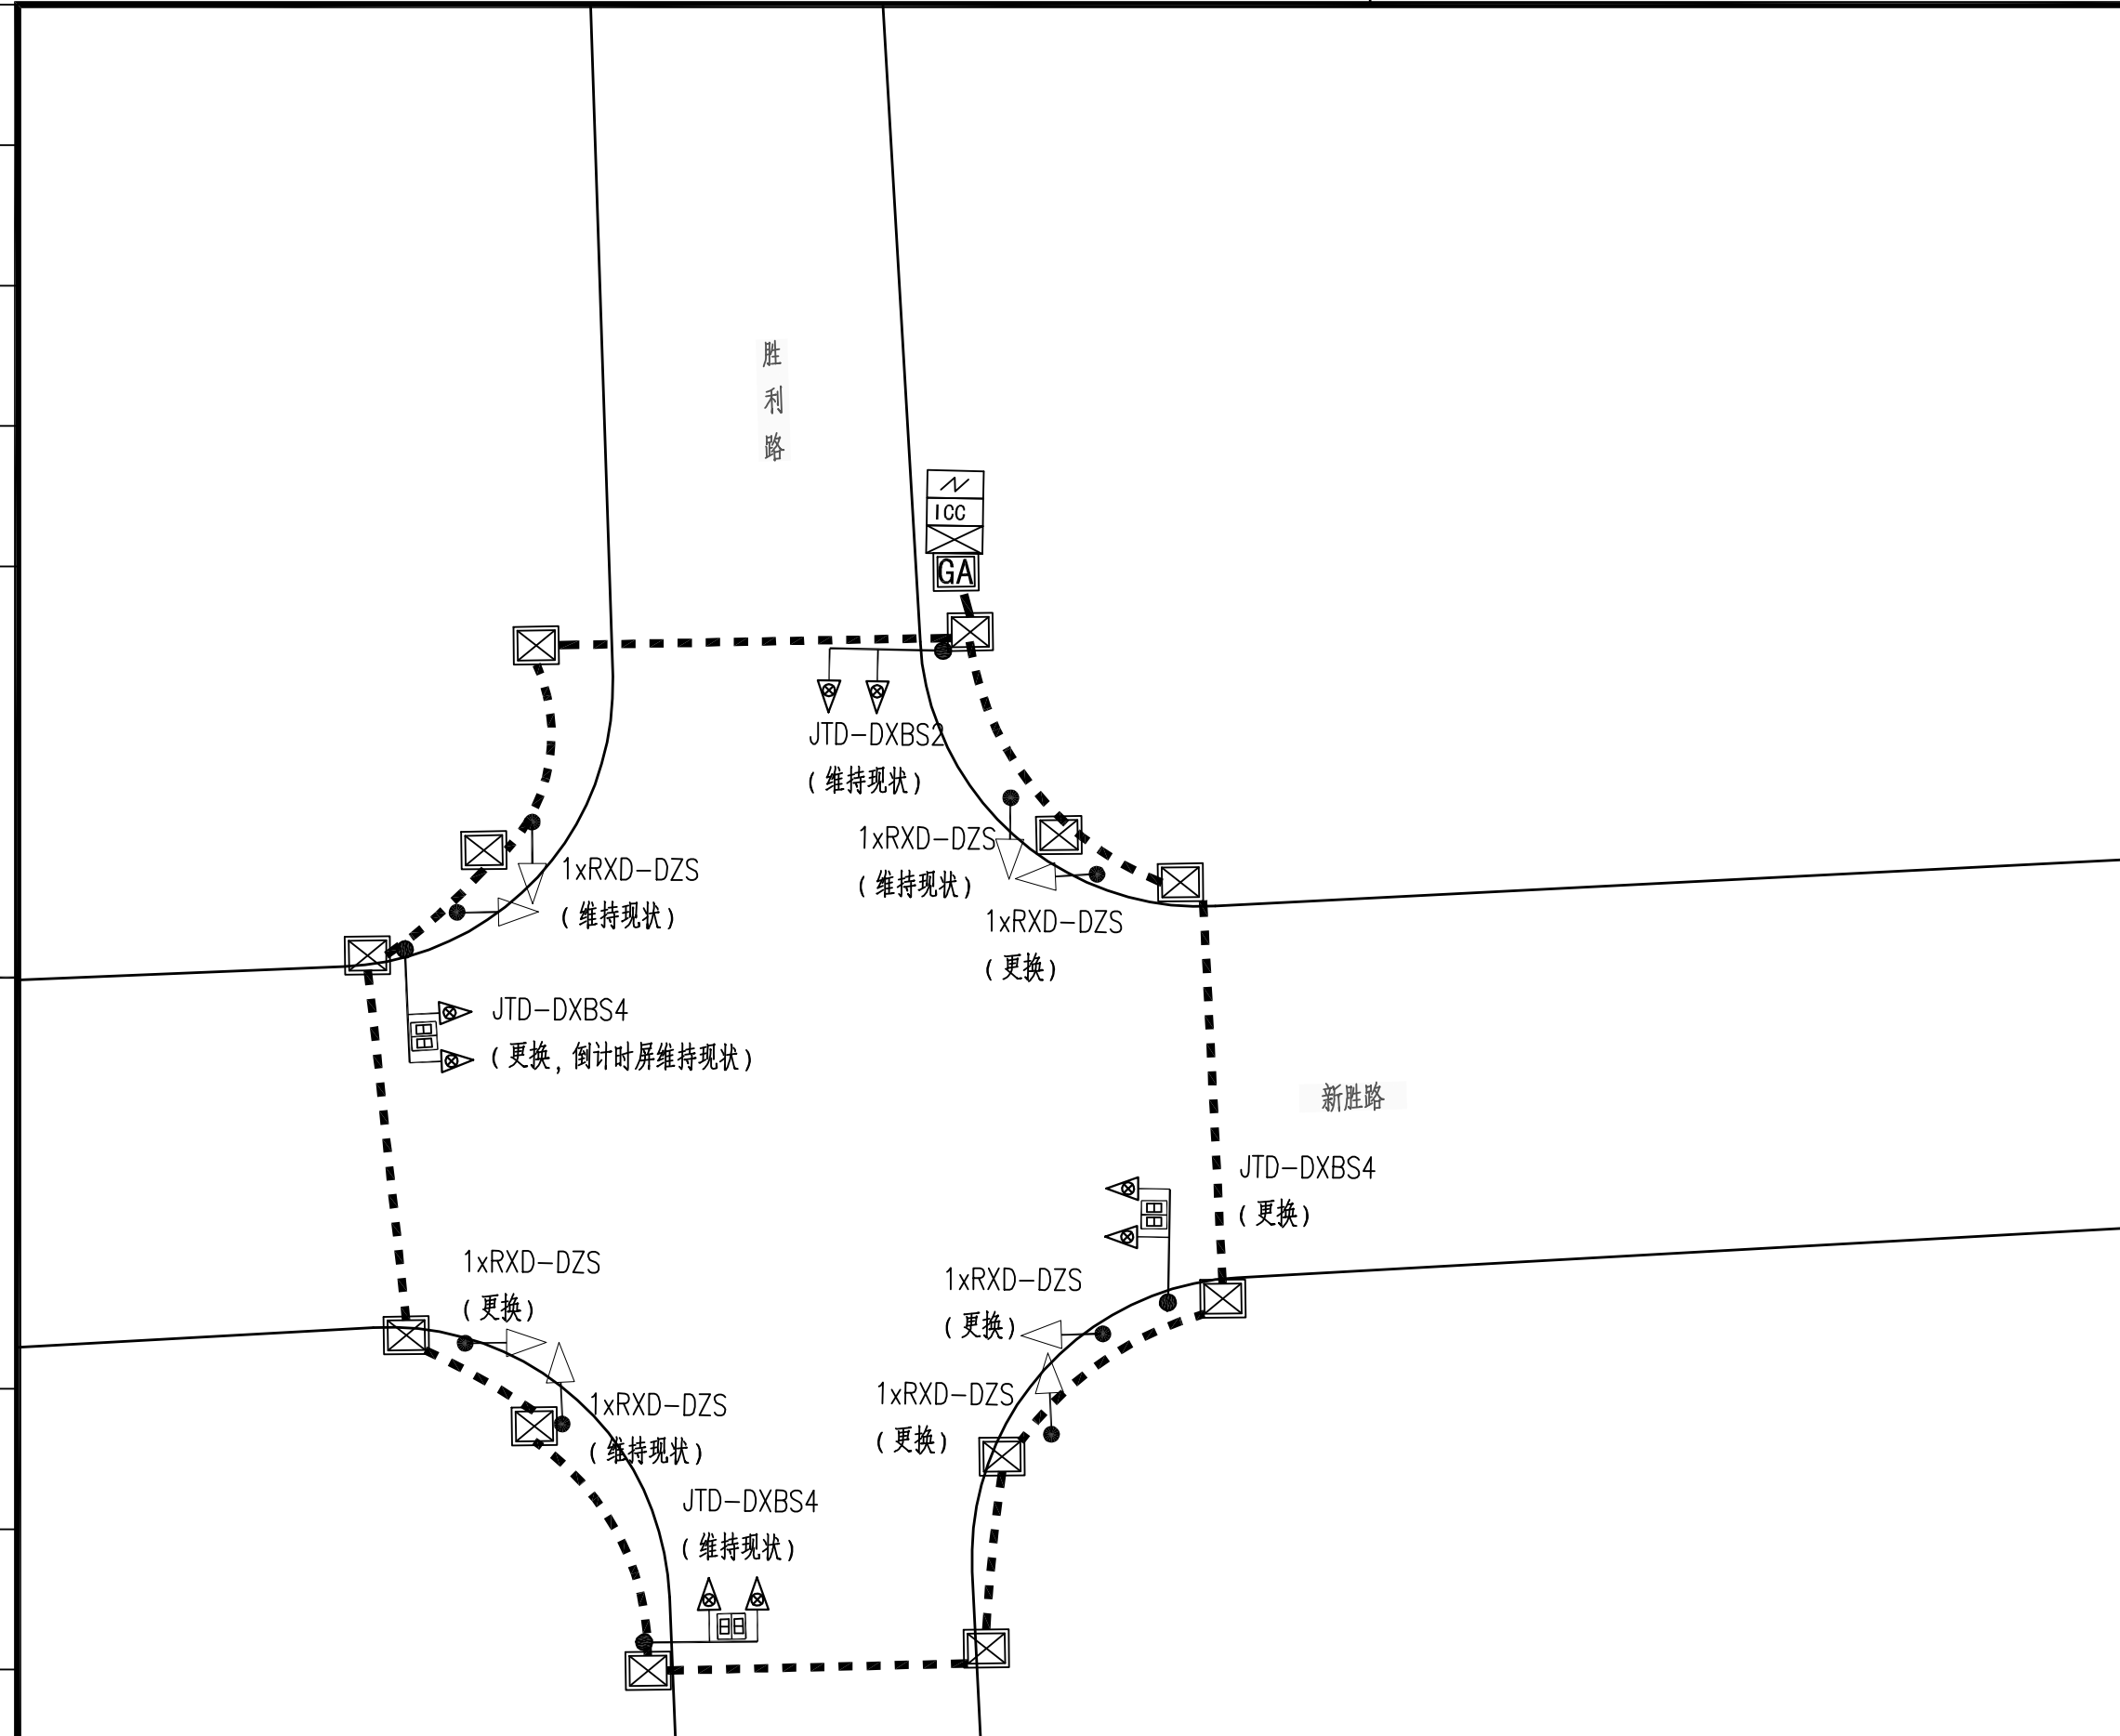 胜
利
路
ICC
GA
JTD-DXBS2
(维持现状)
1xRXD-DZS
(维持现状)
1xRXD-DZS
(维持现状)
1xRXD-DZS
(更换)
JTD-DXBS4
(更换,倒计时屏维持现状)
新胜路
JTD-DXBS4
(更换)
1xRXD-DZS
(更换)
1xRXD-DZS
(更换)
1xRXD-DZS
(维持现状)
1xRXD-DZS
(更换)
JTD-DXBS4
(维持现状)